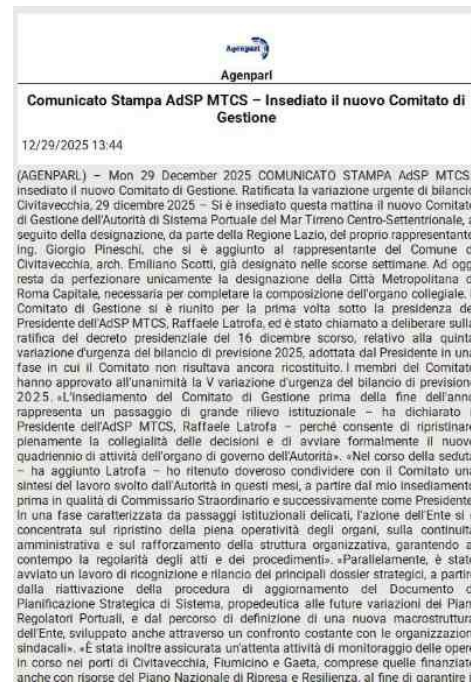 Agenparl
Agenparl
Comunicato Stampa AdSP MTCS – Insediato il nuovo Comitato di
Gestione
12/29/2025 13:44
(AGENPARL) – Mon 29 December 2025 COMUNICATO STAMPA AdSP MTCS
insediato il nuovo Comitato di Gestione. Ratificata la variazione urgente di bilancio
Civitavecchia, 29 dicembre 2025 – Si è insediato questa mattina il nuovo Comitato
di Gestione dell'Autorità di Sistema Portuale del Mar Tirreno Centro-Settentrionale,
seguito della designazione, da parte della Regione Lazio, del proprio rappresentante
ing. Giorgio Pineschi, che si è aggiunto al rappresentante del Comune
Civitavecchia, arch. Emiliano Scotti, già designato nelle scorse settimane. Ad oggi
resta da perfezionare unicamente la designazione della Città Metropolitana
Roma Capitale, necessaria per completare la composizione dell'organo collegiale.
Comitato di Gestione si è riunito per la prima volta sotto la presidenza de
Presidente dell'AdSP MTCS, Raffaele Latrofa, ed è stato chiamato a deliberare sulla
ratifica del decreto presidenziale del 16 dicembre scorso, relativo alla quinta
variazione d'urgenza del bilancio di previsione 2025, adottata dal Presidente in una
fase in cui il Comitato non risultava ancora ricostituito. I membri del Comitato
hanno approvato all'unanimità la V variazione d'urgenza del bilancio di previsione
2025. «L'insediamento del Comitato di Gestione prima della fine dell'anno
rappresenta un passaggio di grande rilievo istituzionale – ha dichiarato
Presidente dell'AdSP MTCS, Raffaele Latrofa – perché consente di ripristinare
pienamente la collegialità delle decisioni e di avviare formalmente il nuovo
quadriennio di attività dell'organo di governo dell'Autorità». «Nel corso della seduta
– ha aggiunto Latrofa – ho ritenuto doveroso condividere con il Comitato una
sintesi del lavoro svolto dall'Autorità in questi mesi, a partire dal mio insediamento
prima in qualità di Commissario Straordinario e successivamente come Presidente
In una fase caratterizzata da passaggi istituzionali delicati, l'azione dell'Ente si
concentrata sul ripristino della piena operatività degli organi, sulla continuità
amministrativa e sul rafforzamento della struttura organizzativa, garantendo a
contempo la regolarità degli atti e dei procedimenti». «Parallelamente, è stato
avviato un lavoro di ricognizione e rilancio dei principali dossier strategici, a partire
dalla riattivazione della procedura di aggiornamento del Documento d
Pianificazione Strategica di Sistema, propedeutica alle future variazioni dei Piani
Regolatori Portuali, e dal percorso di definizione di una nuova macrostruttura
dell'Ente, sviluppato anche attraverso un confronto costante con le organizzazioni
sindacali». «È stata inoltre assicurata un'attività di monitoraggio delle opere
in corso nei porti di Civitavecchia, Fiumicino e Gaeta, comprese quelle finanziate
anche con risorse del Piano Nazionale di Ripresa e Resilienza, al fine di garantire